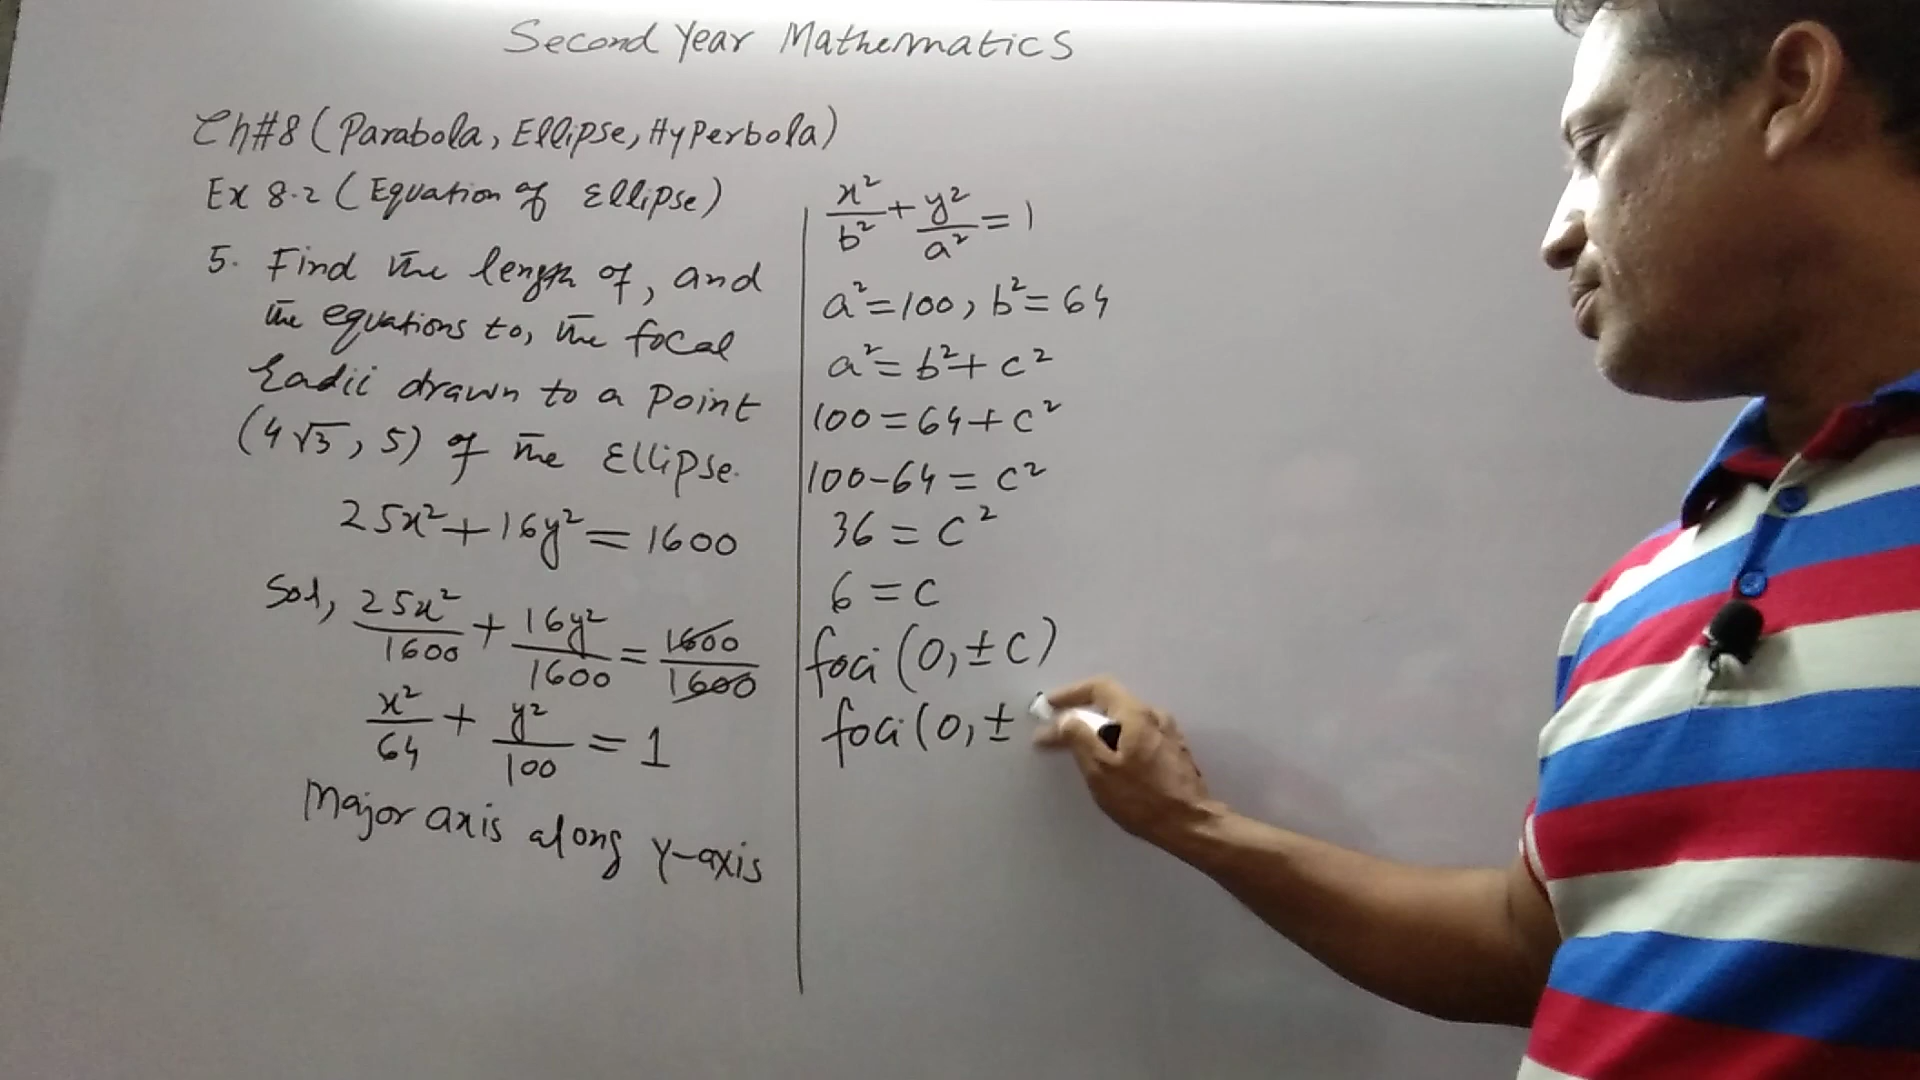 Second Year Mathematics
Ch#8 (Parabola, Ellipse, Hyperbola)
Ex 8.2 (Equation of Ellipse)
5. Find the length of, and
the equations to, the focal
radii drawn to a point
(4√3, 5) of the Ellipse.
25x² + 16y² = 1600
Sol, 25x²/1600 + 16y²/1600 = 1600/1600
x²/64 + y²/100 = 1
Major axis along Y-axis
x²/b² + y²/a² = 1
a² = 100, b² = 64
a² = b² + c²
100 = 64 + c²
100 - 64 = c²
36 = c²
6 = c
foci (0, ± c)
foci (0, ±